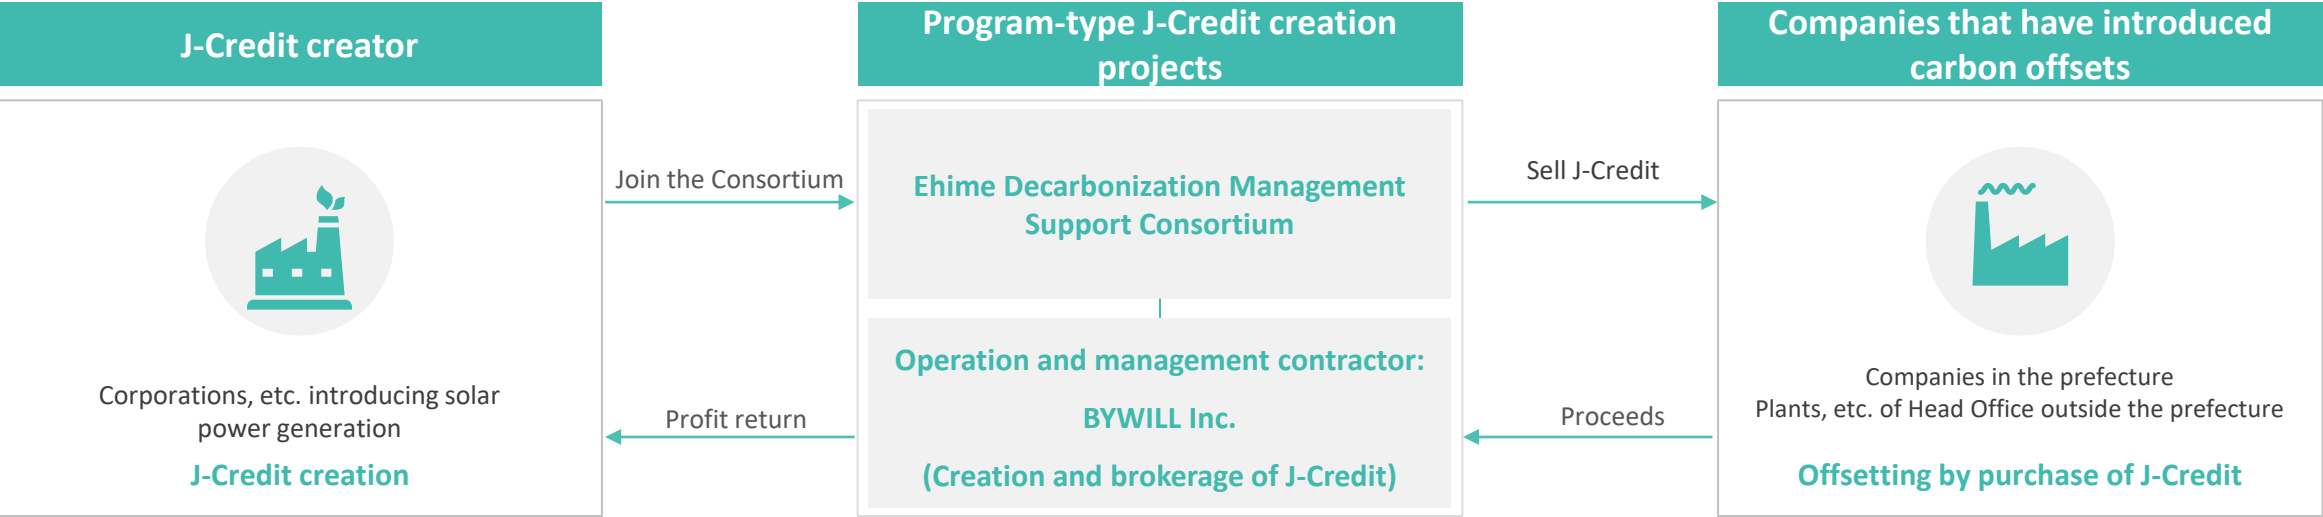 J-Credit creator
Corporations, etc. introducing solar
power generation
J-Credit creation
Join the Consortium
Profit return
Program-type J-Credit creation
projects
Ehime Decarbonization Management
Support Consortium
Operation and management contractor:
BYWILL Inc.
(Creation and brokerage of J-Credit)
Sell J-Credit
Proceeds
Companies that have introduced
carbon offsets
Companies in the prefecture
Plants, etc. of Head Office outside the prefecture
Offsetting by purchase of J-Credit